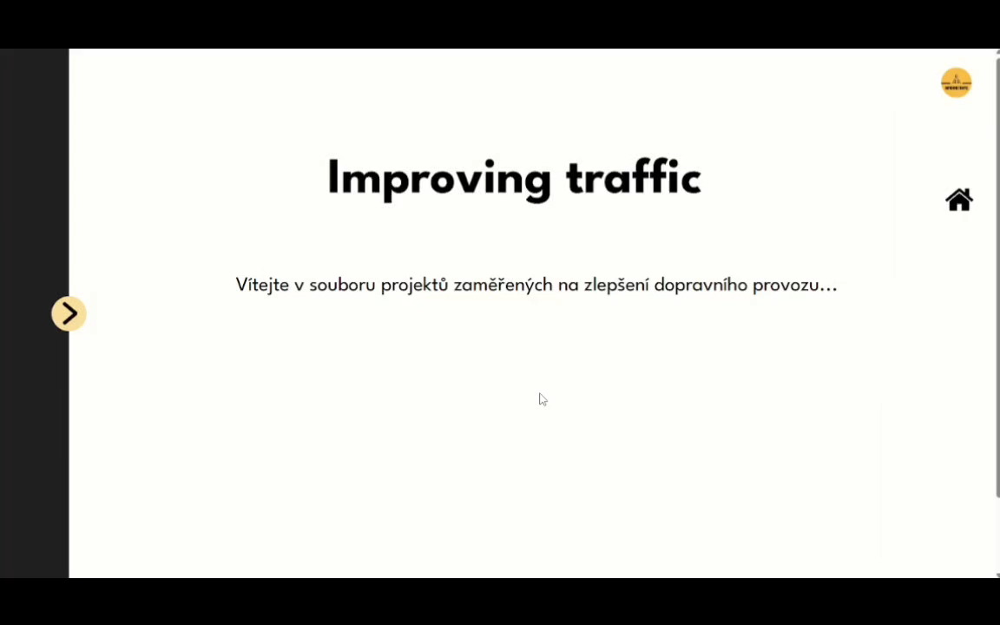 Improving traffic
Vítejte v souboru projektů zaměřených na zlepšení dopravního provozu...